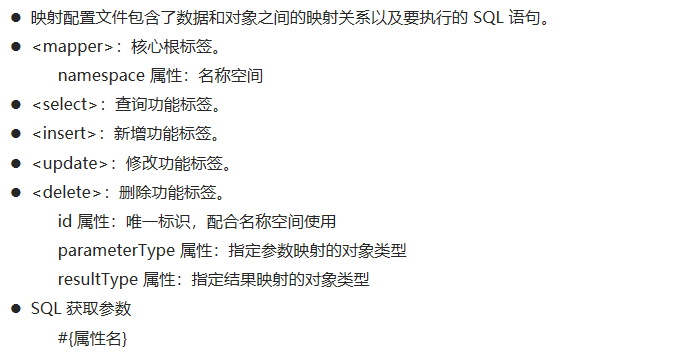 ● 映射配置文件包含了数据和对象之间的映射关系以及要执行的 SQL 语句。
● <mapper>：核心根标签。
namespace 属性：名称空间
● <select>：查询功能标签。
● <insert>：新增功能标签。
● <update>：修改功能标签。
● <delete>：删除功能标签。
id 属性：唯一标识，配合名称空间使用
parameterType 属性：指定参数映射的对象类型
resultType 属性：指定结果映射的对象类型
● SQL 获取参数
#{属性名}